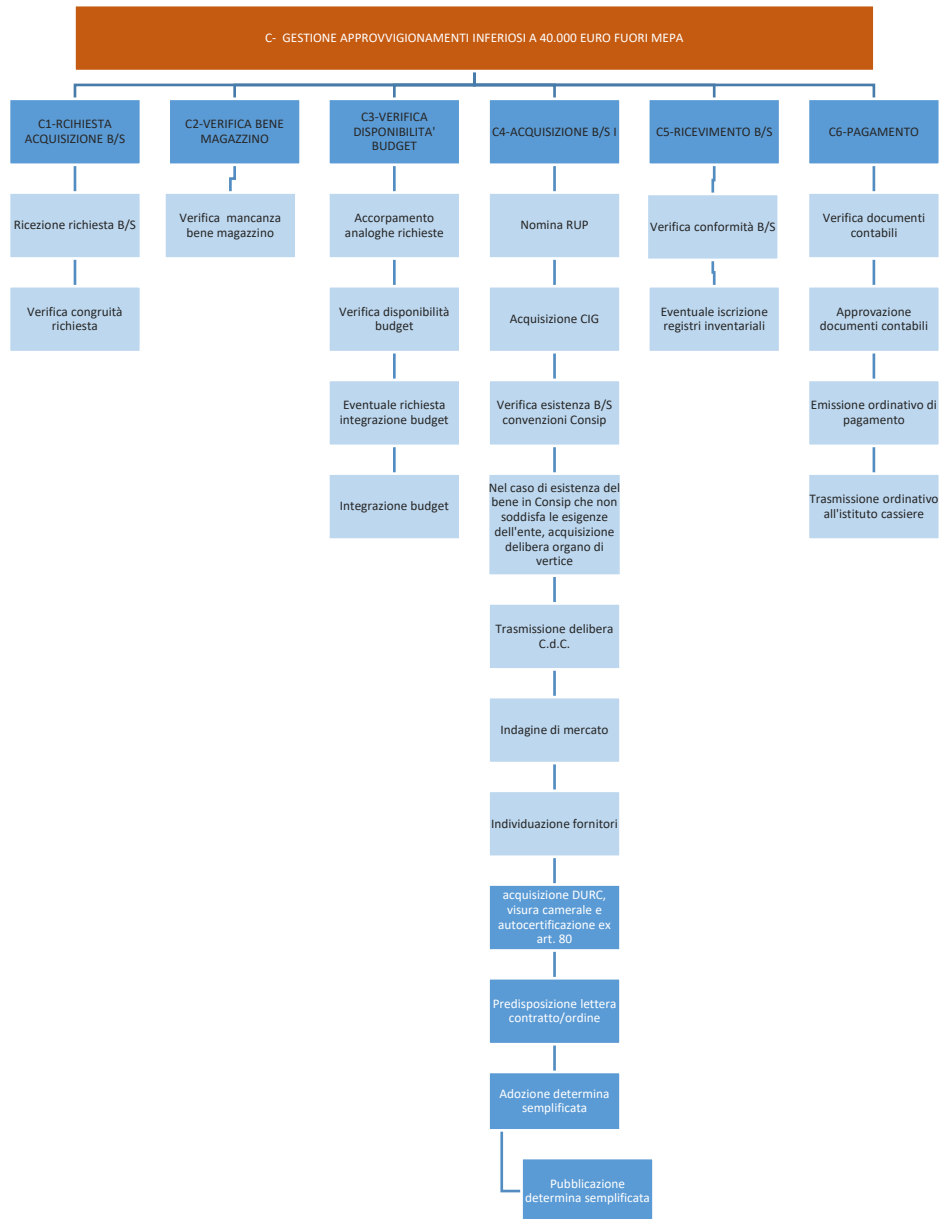 C- GESTIONE APPROVVIGIONAMENTI INFERIOSI A 40.000 EURO FUORI MEPA
C1-RCIHIESTA
ACQUISIZIONE B/S
Ricezione richiesta B/S
Verifica congruità
richiesta
C2-VERIFICA BENE
MAGAZZINO
Verifica mancanza
bene magazzino
C3-VERIFICA
DISPONIBILITA'
BUDGET
Accorpamento
analoghe richieste
Verifica disponibilità
budget
Eventuale richiesta
integrazione budget
Integrazione budget
C4-ACQUISIZIONE B/S I
Nomina RUP
Acquisizione CIG
Verifica esistenza B/S
convenzioni Consip
Nel caso di esistenza del
bene in Consip che non
soddisfa le esigenze
dell'ente, acquisizione
delibera organo di
vertice
Trasmissione delibera
C.d.C.
Indagine di mercato
Individuazione fornitori
acquisizione DURC,
visura camerale e
autocertificazione ex
art. 80
Predisposizione lettera
contratto/ordine
Adozione determina
semplificata
Pubblicazione
determina semplificata
C5-RICEVIMENTO B/S
Verifica conformità B/S
Eventuale iscrizione
registri inventariali
C6-PAGAMENTO
Verifica documenti
contabili
Approvazione
documenti contabili
Emissione ordinativo di
pagamento
Trasmissione ordinativo
all'istituto cassiere